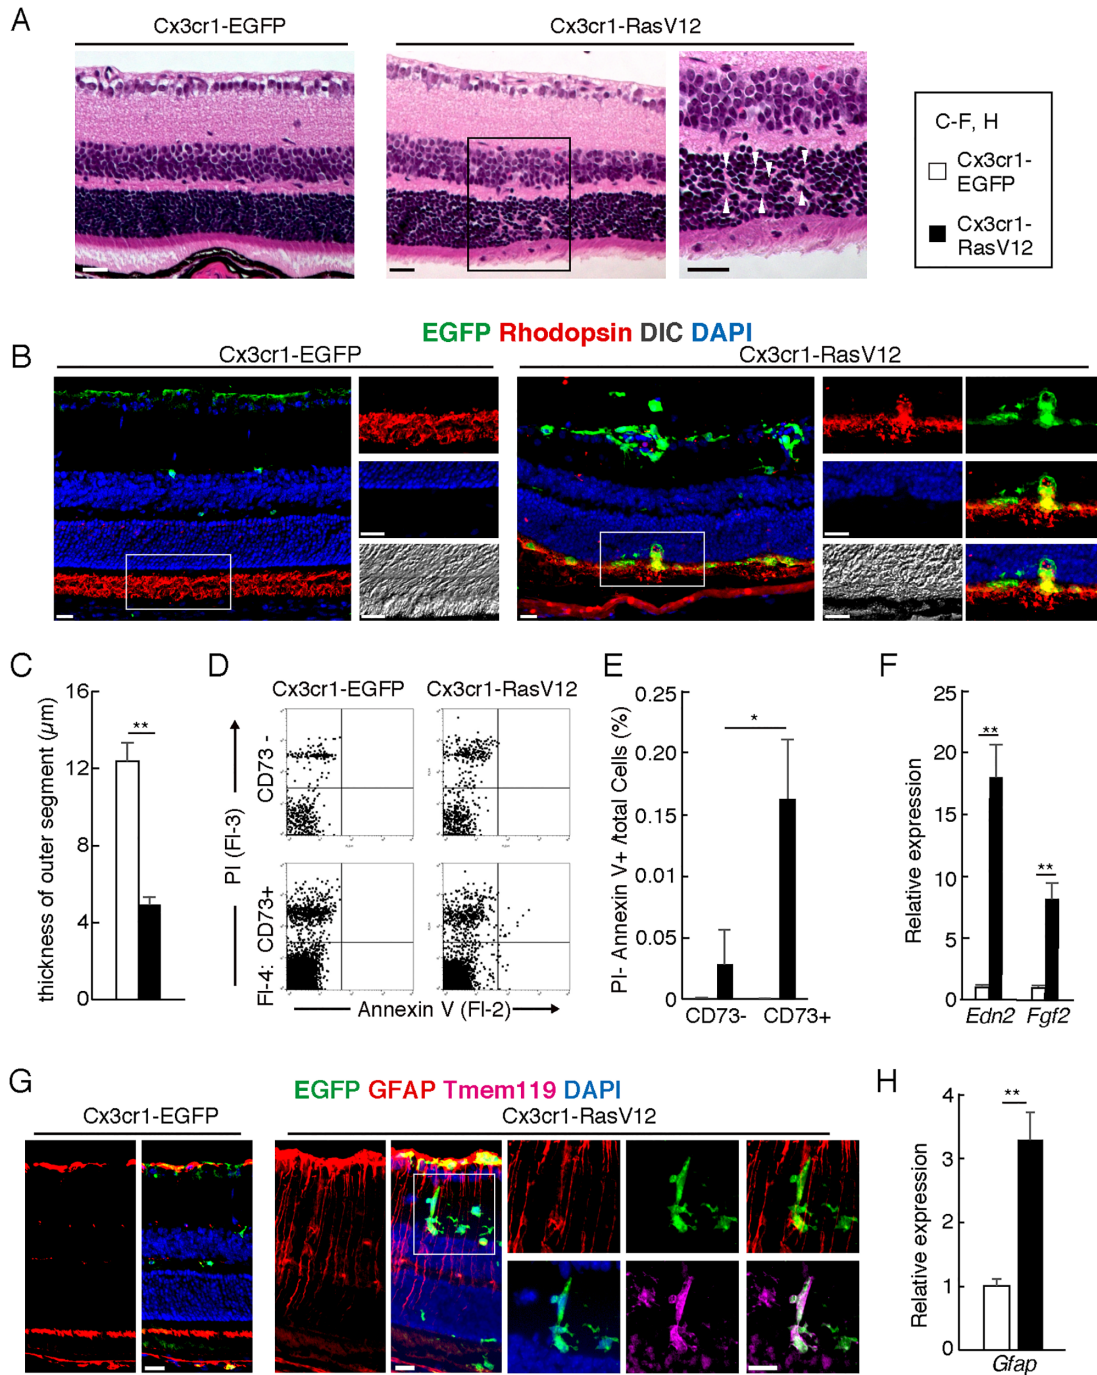 A
Cx3cr1-EGFP
Cx3cr1-RasV12
C-F, H
Cx3cr1-
EGFP
Cx3cr1-
RasV12
EGFP Rhodopsin DIC DAPI
B
Cx3cr1-EGFP
Cx3cr1-RasV12
C
thickness of outer segment (µm)
16
12
8
4
0
**
D
Cx3cr1-EGFP
Cx3cr1-RasV12
PI (Fl-3)
CD73 -
Fl-4: CD73+
Annexin V (Fl-2)
E
PI- Annexin V+ /total Cells (%)
0.25
0.20
0.15
0.01
0.05
0
*
CD73-
CD73+
F
Relative expression
25
20
15
10
5
0
**
**
Edn2
Fgf2
G
EGFP GFAP Tmem119 DAPI
Cx3cr1-EGFP
Cx3cr1-RasV12
H
Relative expression
4
3
2
1
0
**
Gfap